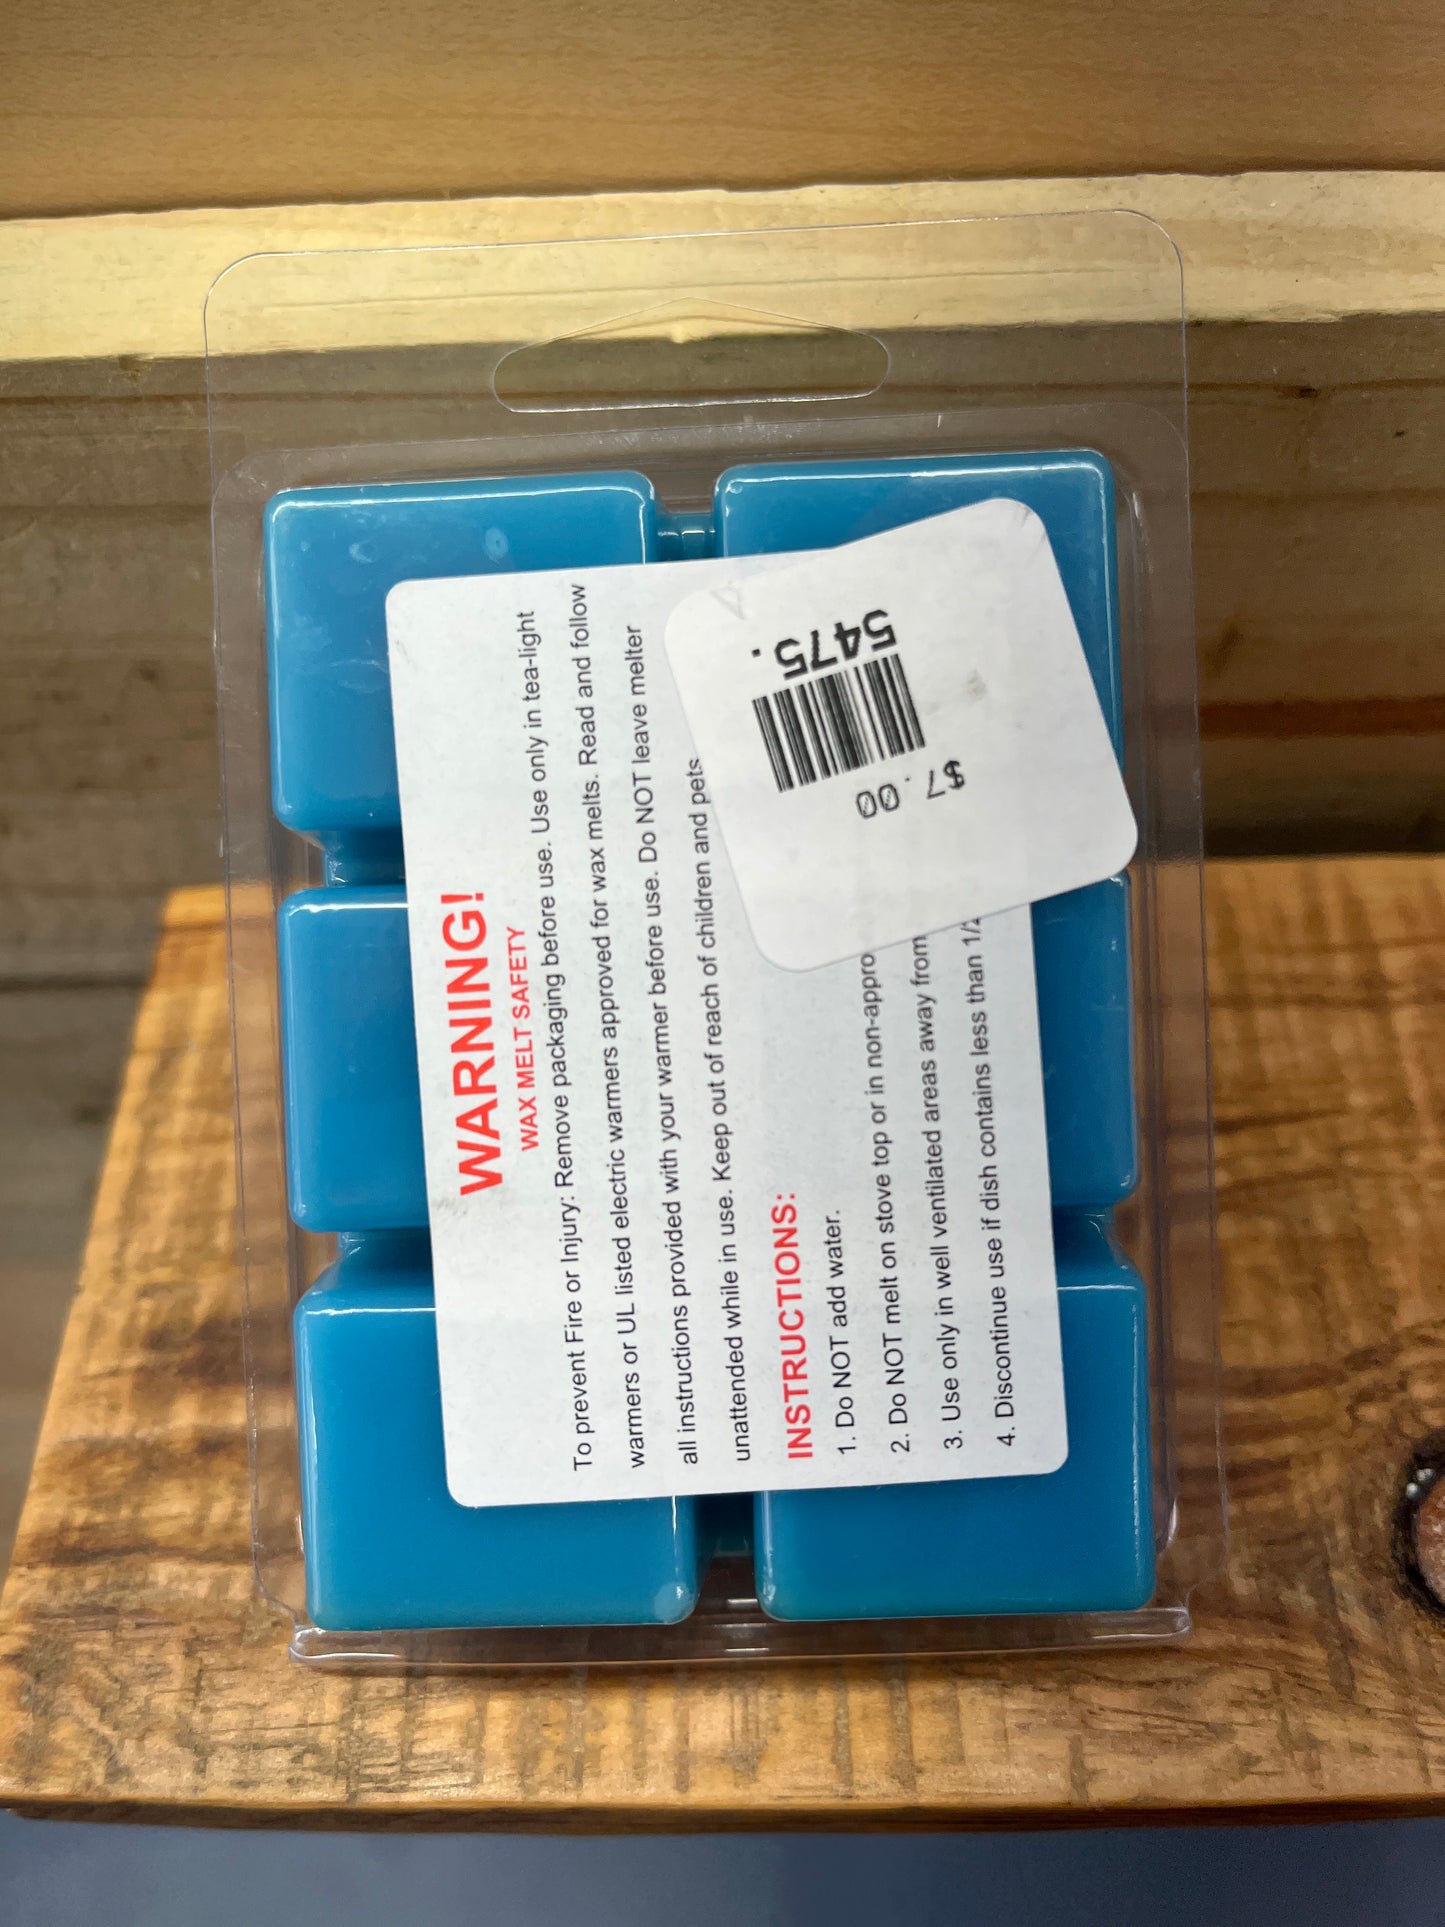 WARNING!
WAX MELT SAFETY
To prevent Fire or Injury: Remove packaging before use. Use only in tea-light
warmers or UL listed electric warmers approved for wax melts. Read and follow
all instructions provided with your warmer before use. Do NOT leave melter
unattended while in use. Keep out of reach of children and pets
INSTRUCTIONS:
1. Do NOT add water.
2. Do NOT melt on stove top or in non-appro
3. Use only in well ventilated areas away from
4. Discontinue use if dish contains less than 1/2
5475.
$7.00